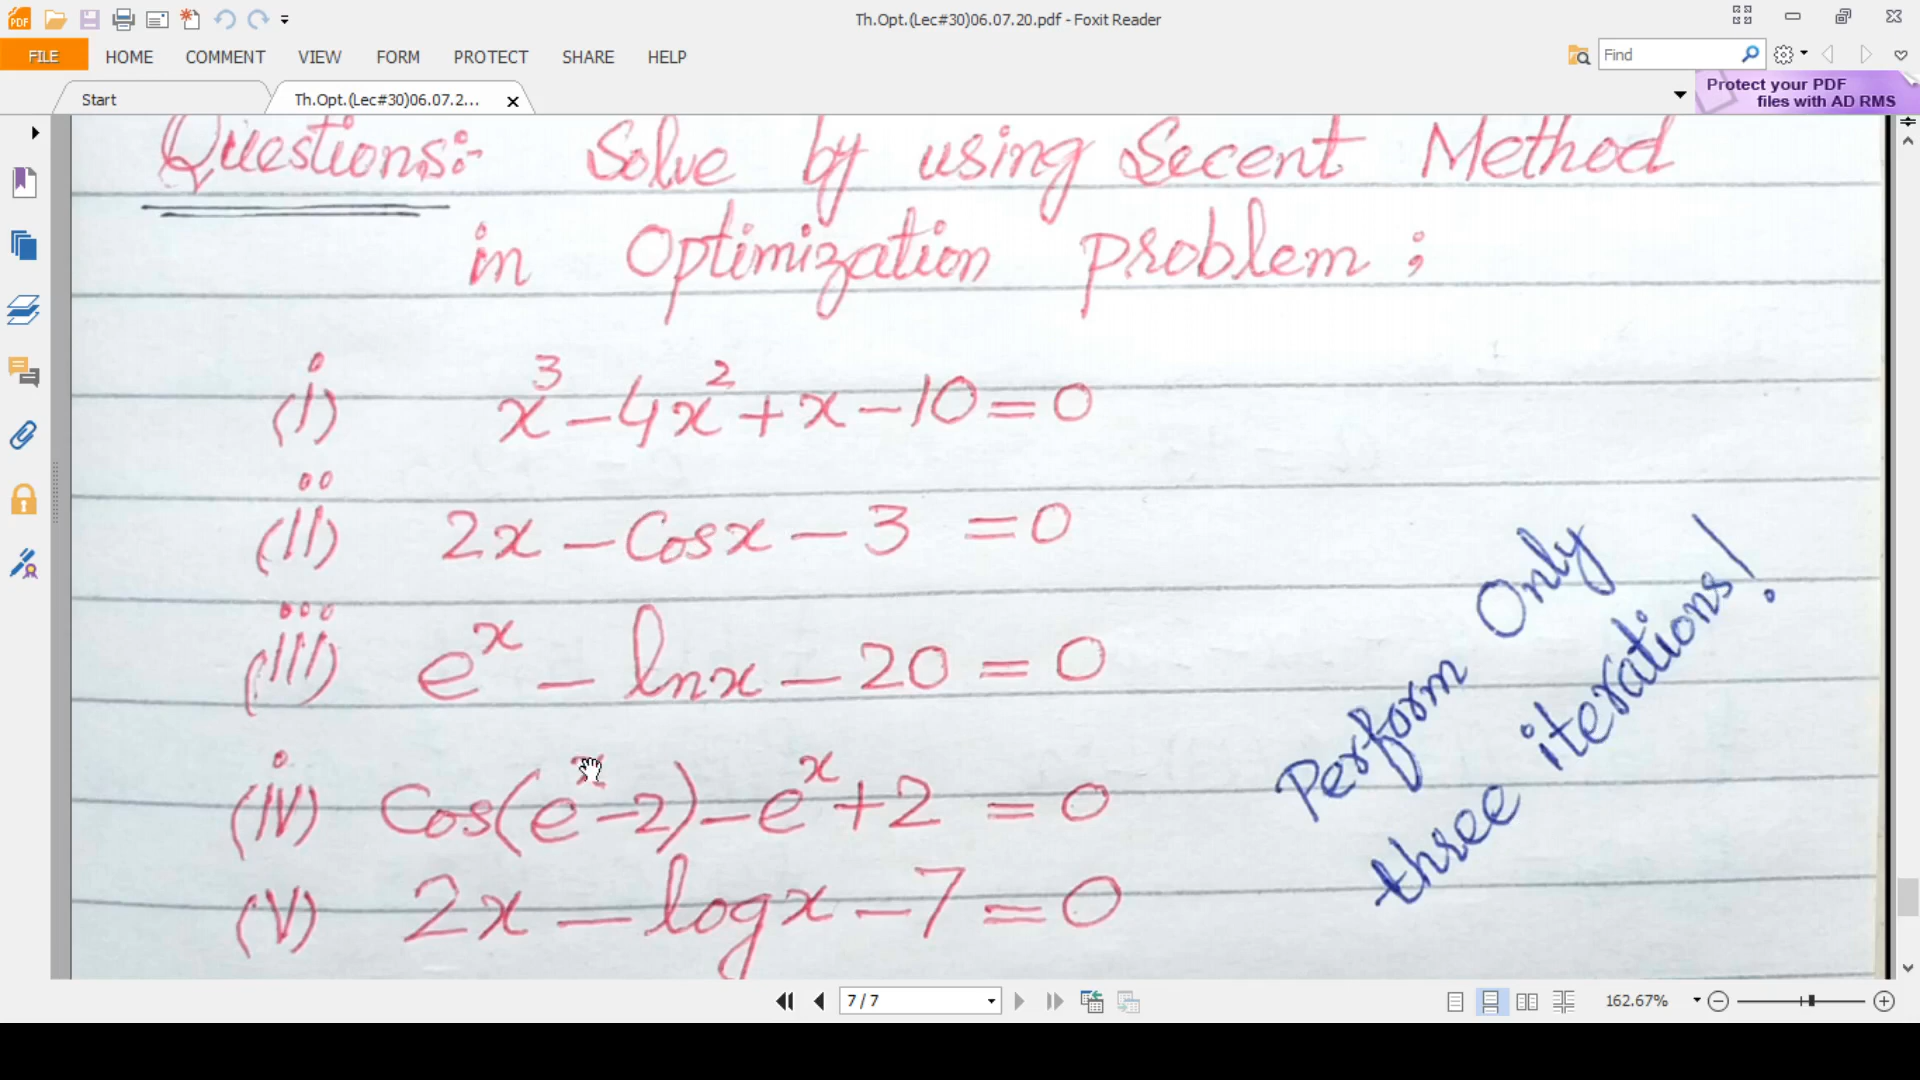 Th.Opt.(Lec#30)06.07.20.pdf - Foxit Reader
FILE HOME COMMENT VIEW FORM PROTECT SHARE HELP
Find
Start Th.Opt.(Lec#30)06.07.2...
Protect your PDF
files with AD RMS
Questions:- Solve by using Secent Method
in Optimization problem;
(i) x³ - 4x² + x - 10 = 0
(ii) 2x - Cosx - 3 = 0
(iii) eˣ - lnx - 20 = 0
(iv) Cos(eˣ - 2) - eˣ + 2 = 0
(v) 2x - logx - 7 = 0
Perform Only
three iterations!
7 / 7
162.67%